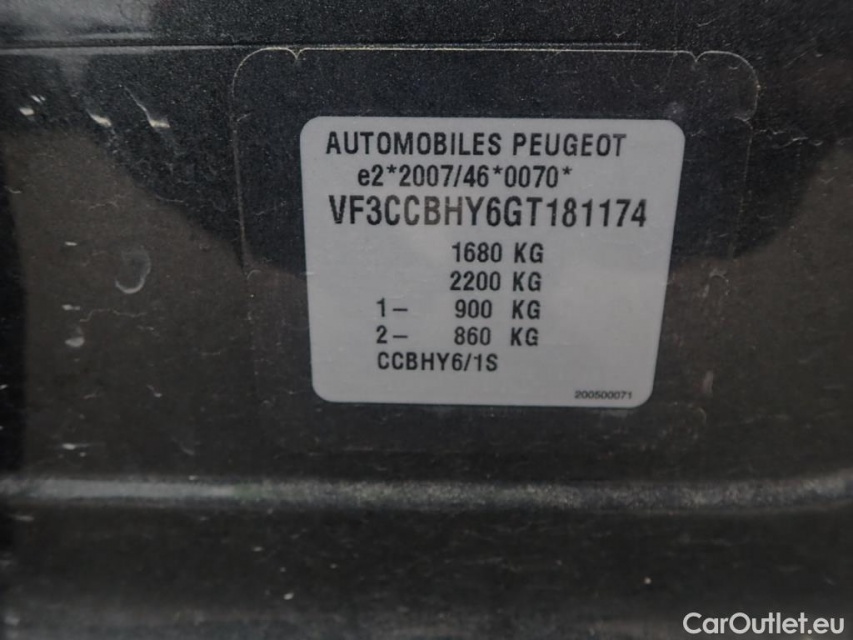 AUTOMOBILES PEUGEOT
e2*2007/46*0070*
VF3CCBHY6GT181174
1680 KG
2200 KG
1- 900 KG
2- 860 KG
CCBHY6/1S
200500071
CarOutlet.eu